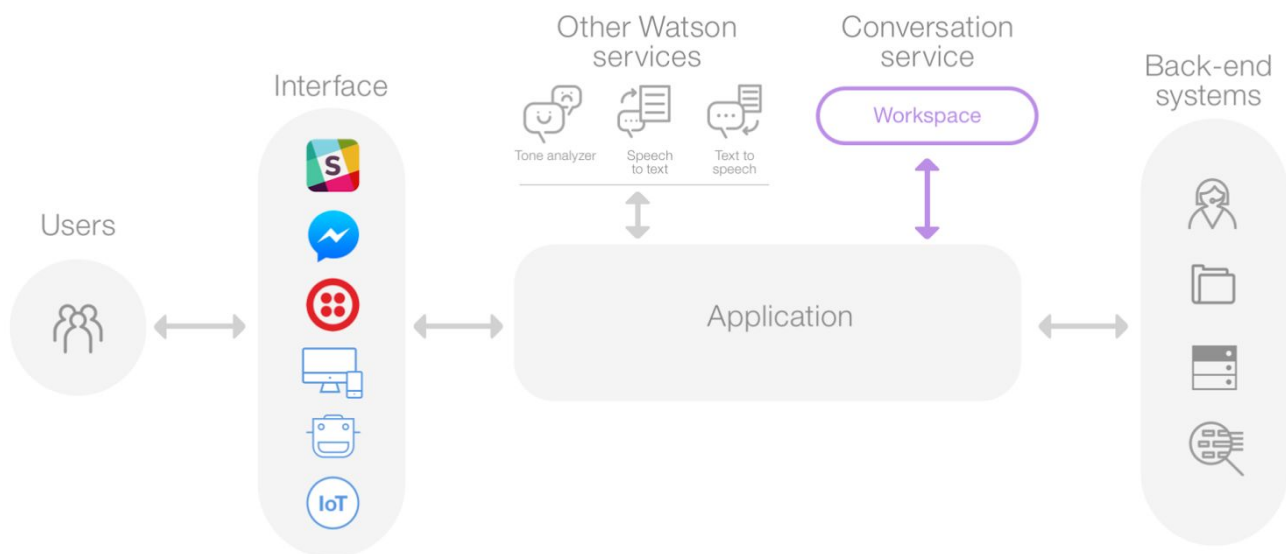 Other Watson
services
Conversation
service
Back-end
systems
Interface
Workspace
S
Tone analyzer
Speech
to text
Text to
speech
Users
Application
IoT